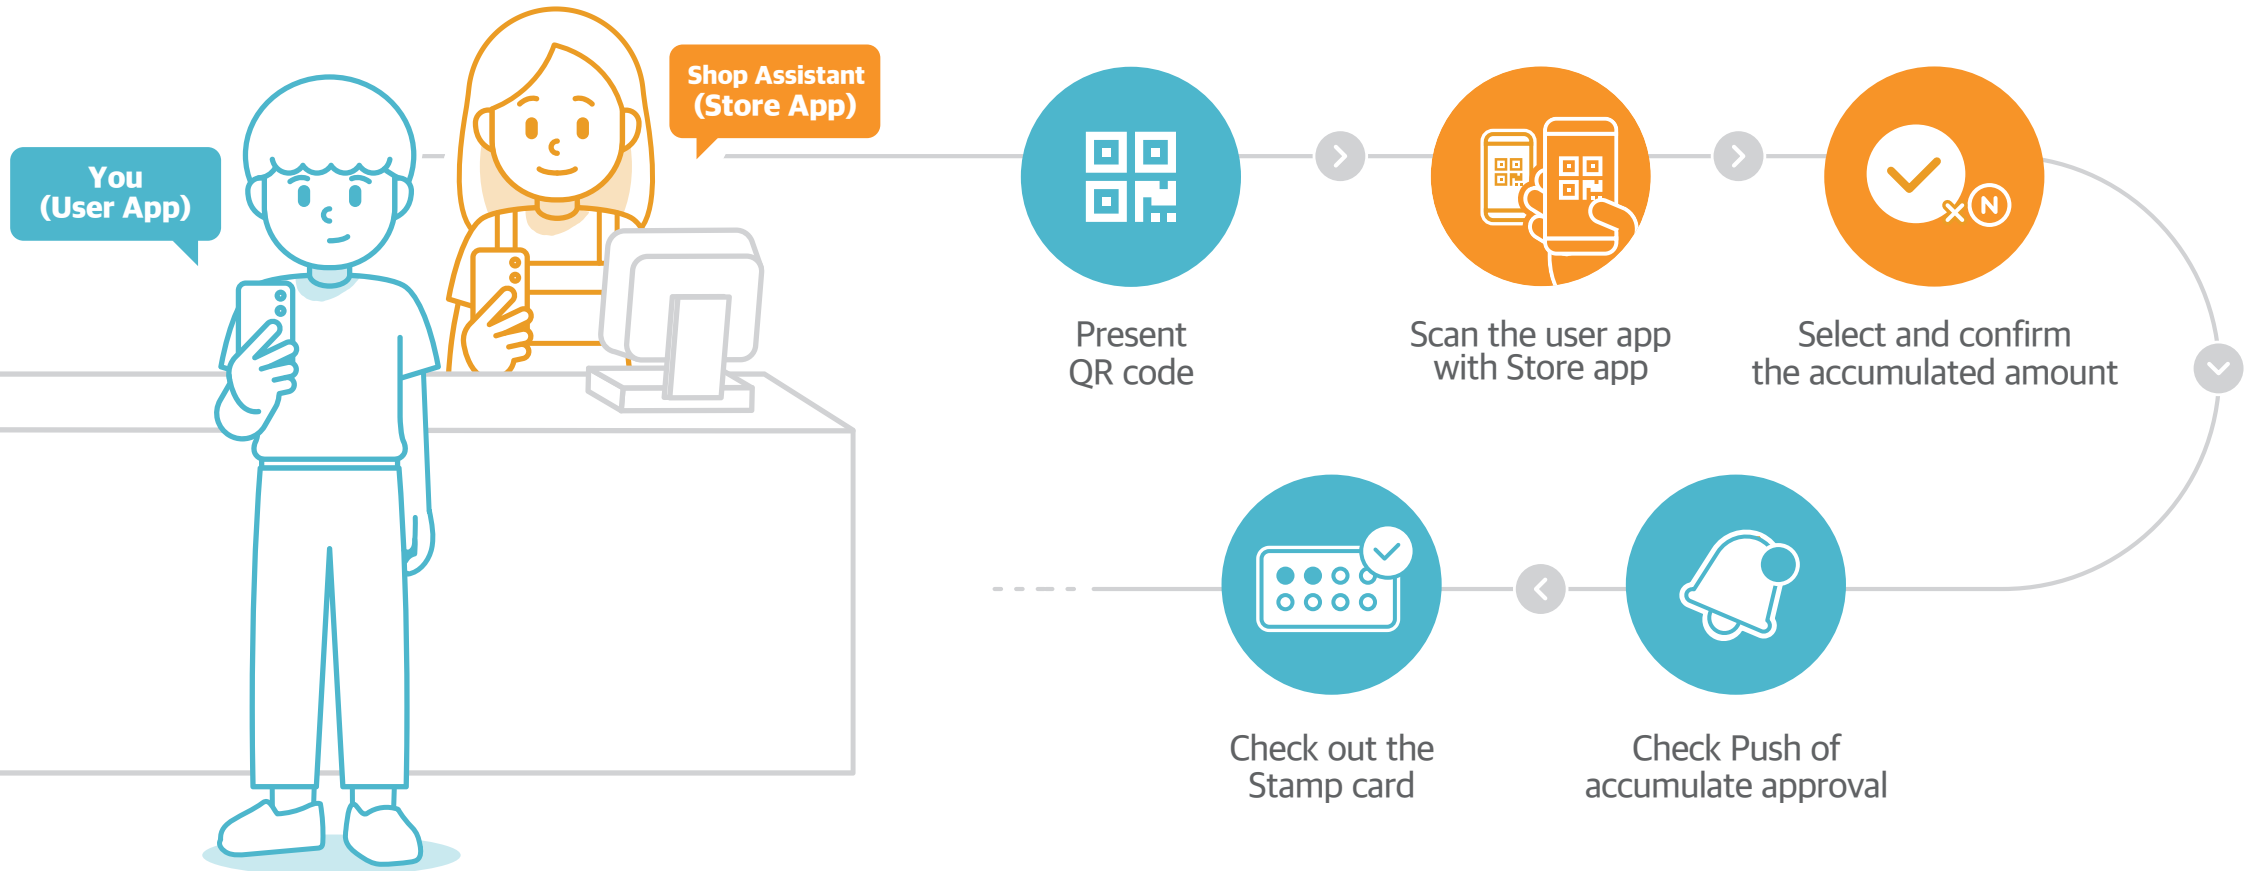 You
(User App)
Shop Assistant
(Store App)
N
Present
QR code
Scan the user app
with Store app
Select and confirm
the accumulated amount
Check out the
Stamp card
Check Push of
accumulate approval